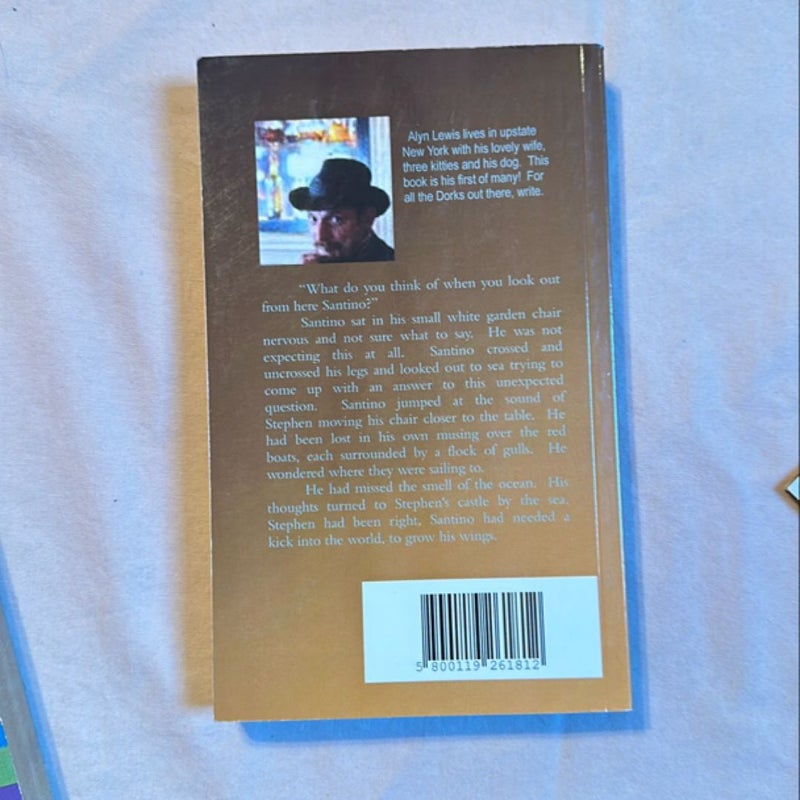 Alyn Lewis lives in upstate
New York with his lovely wife,
three kitties and his dog. This
book is his first of many! For
all the Dorks out there, write.
“What do you think of when you look out
from here Santino?”
Santino sat in his small white garden chair
nervous and not sure what to say. He was not
expecting this at all. Santino crossed and
uncrossed his legs and looked out to sea trying to
come up with an answer to this unexpected
question. Santino jumped at the sound of
Stephen moving his chair closer to the table. He
had been lost in his own musing over the red
boats, each surrounded by a flock of gulls. He
wondered where they were sailing to.
He had missed the smell of the ocean. His
thoughts turned to Stephen's castle by the sea.
Stephen had been right, Santino had needed a
kick into the world, to grow his wings.
5 800119 261812